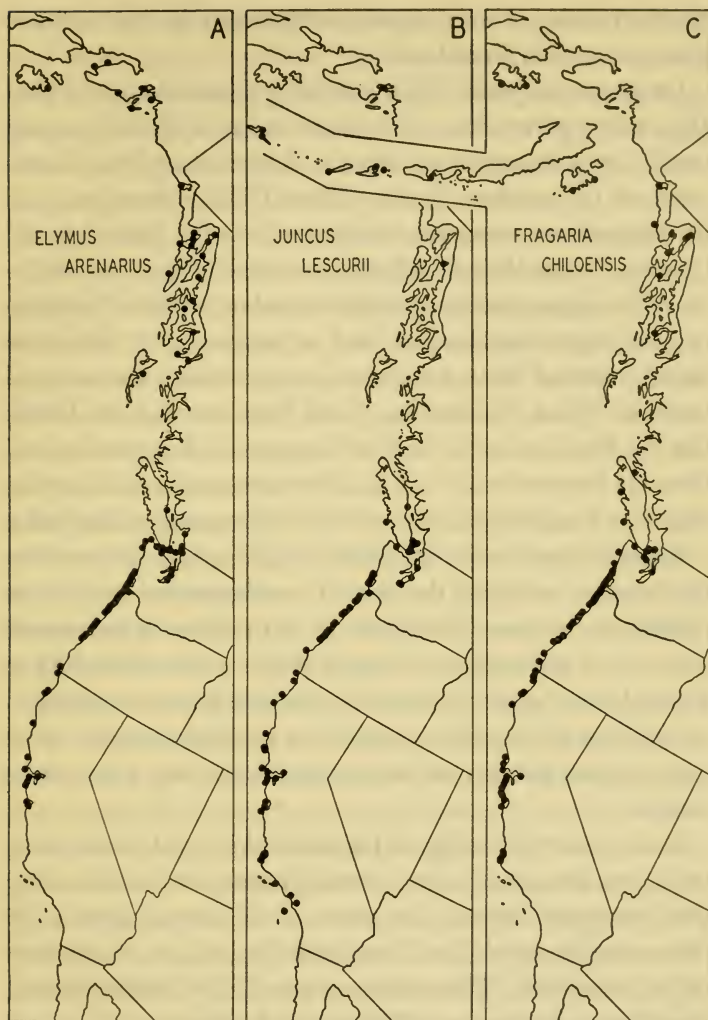 A
ELYMUS
ARENARIUS
B
JUNCUS
LESCURII
C
FRAGARIA
CHILOENSIS